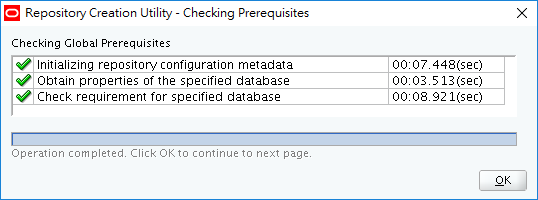 Repository Creation Utility - Checking Prerequisites
Checking Global Prerequisites
Initializing repository configuration metadata 00:07.448(sec)
Obtain properties of the specified database 00:03.513(sec)
Check requirement for specified database 00:08.921(sec)
Operation completed. Click OK to continue to next page.
OK